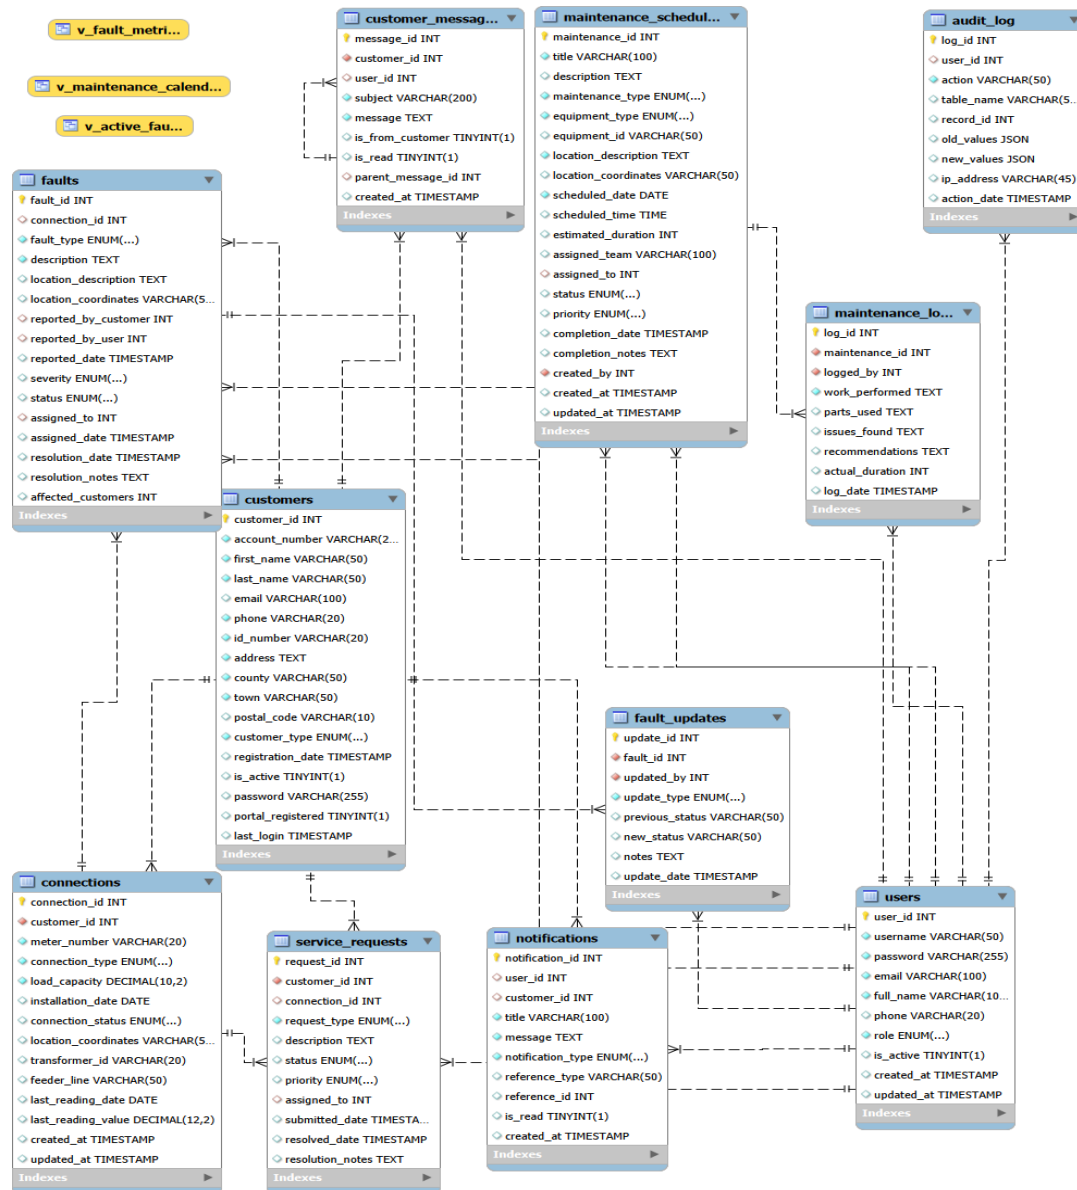 v_fault_metri...
v_maintenance_calend...
v_active_fau...
customer_messag...
message_id INT
customer_id INT
user_id INT
subject VARCHAR(200)
message TEXT
is_from_customer TINYINT(1)
is_read TINYINT(1)
parent_message_id INT
created_at TIMESTAMP
Indexes
maintenance_schedul...
maintenance_id INT
title VARCHAR(100)
description TEXT
maintenance_type ENUM(...)
equipment_type ENUM(...)
equipment_id VARCHAR(50)
location_description TEXT
location_coordinates VARCHAR(50)
scheduled_date DATE
scheduled_time TIME
estimated_duration INT
assigned_team VARCHAR(100)
assigned_to INT
status ENUM(...)
priority ENUM(...)
completion_date TIMESTAMP
completion_notes TEXT
created_by INT
created_at TIMESTAMP
updated_at TIMESTAMP
Indexes
audit_log
log_id INT
user_id INT
action VARCHAR(50)
table_name VARCHAR(5...
record_id INT
old_values JSON
new_values JSON
ip_address VARCHAR(45)
action_date TIMESTAMP
Indexes
faults
fault_id INT
connection_id INT
fault_type ENUM(...)
description TEXT
location_description TEXT
location_coordinates VARCHAR(5...
reported_by_customer INT
reported_by_user INT
reported_date TIMESTAMP
severity ENUM(...)
status ENUM(...)
assigned_to INT
assigned_date TIMESTAMP
resolution_date TIMESTAMP
resolution_notes TEXT
affected_customers INT
Indexes
maintenance_lo...
log_id INT
maintenance_id INT
logged_by INT
work_performed TEXT
parts_used TEXT
issues_found TEXT
recommendations TEXT
actual_duration INT
log_date TIMESTAMP
Indexes
customers
customer_id INT
account_number VARCHAR(2...
first_name VARCHAR(50)
last_name VARCHAR(50)
email VARCHAR(100)
phone VARCHAR(20)
id_number VARCHAR(20)
address TEXT
county VARCHAR(50)
town VARCHAR(50)
postal_code VARCHAR(10)
customer_type ENUM(...)
registration_date TIMESTAMP
is_active TINYINT(1)
password VARCHAR(255)
portal_registered TINYINT(1)
last_login TIMESTAMP
Indexes
fault_updates
update_id INT
fault_id INT
updated_by INT
update_type ENUM(...)
previous_status VARCHAR(50)
new_status VARCHAR(50)
notes TEXT
update_date TIMESTAMP
Indexes
connections
connection_id INT
customer_id INT
meter_number VARCHAR(20)
connection_type ENUM(...)
load_capacity DECIMAL(10,2)
installation_date DATE
connection_status ENUM(...)
location_coordinates VARCHAR(5...
transformer_id VARCHAR(20)
feeder_line VARCHAR(50)
last_reading_date DATE
last_reading_value DECIMAL(12,2)
created_at TIMESTAMP
updated_at TIMESTAMP
Indexes
service_requests
request_id INT
customer_id INT
connection_id INT
request_type ENUM(...)
description TEXT
status ENUM(...)
priority ENUM(...)
assigned_to INT
submitted_date TIMESTA...
resolved_date TIMESTAMP
resolution_notes TEXT
Indexes
notifications
notification_id INT
user_id INT
customer_id INT
title VARCHAR(100)
message TEXT
notification_type ENUM(...)
reference_type VARCHAR(50)
reference_id INT
is_read TINYINT(1)
created_at TIMESTAMP
Indexes
users
user_id INT
username VARCHAR(50)
password VARCHAR(255)
email VARCHAR(100)
full_name VARCHAR(10...
phone VARCHAR(20)
role ENUM(...)
is_active TINYINT(1)
created_at TIMESTAMP
updated_at TIMESTAMP
Indexes